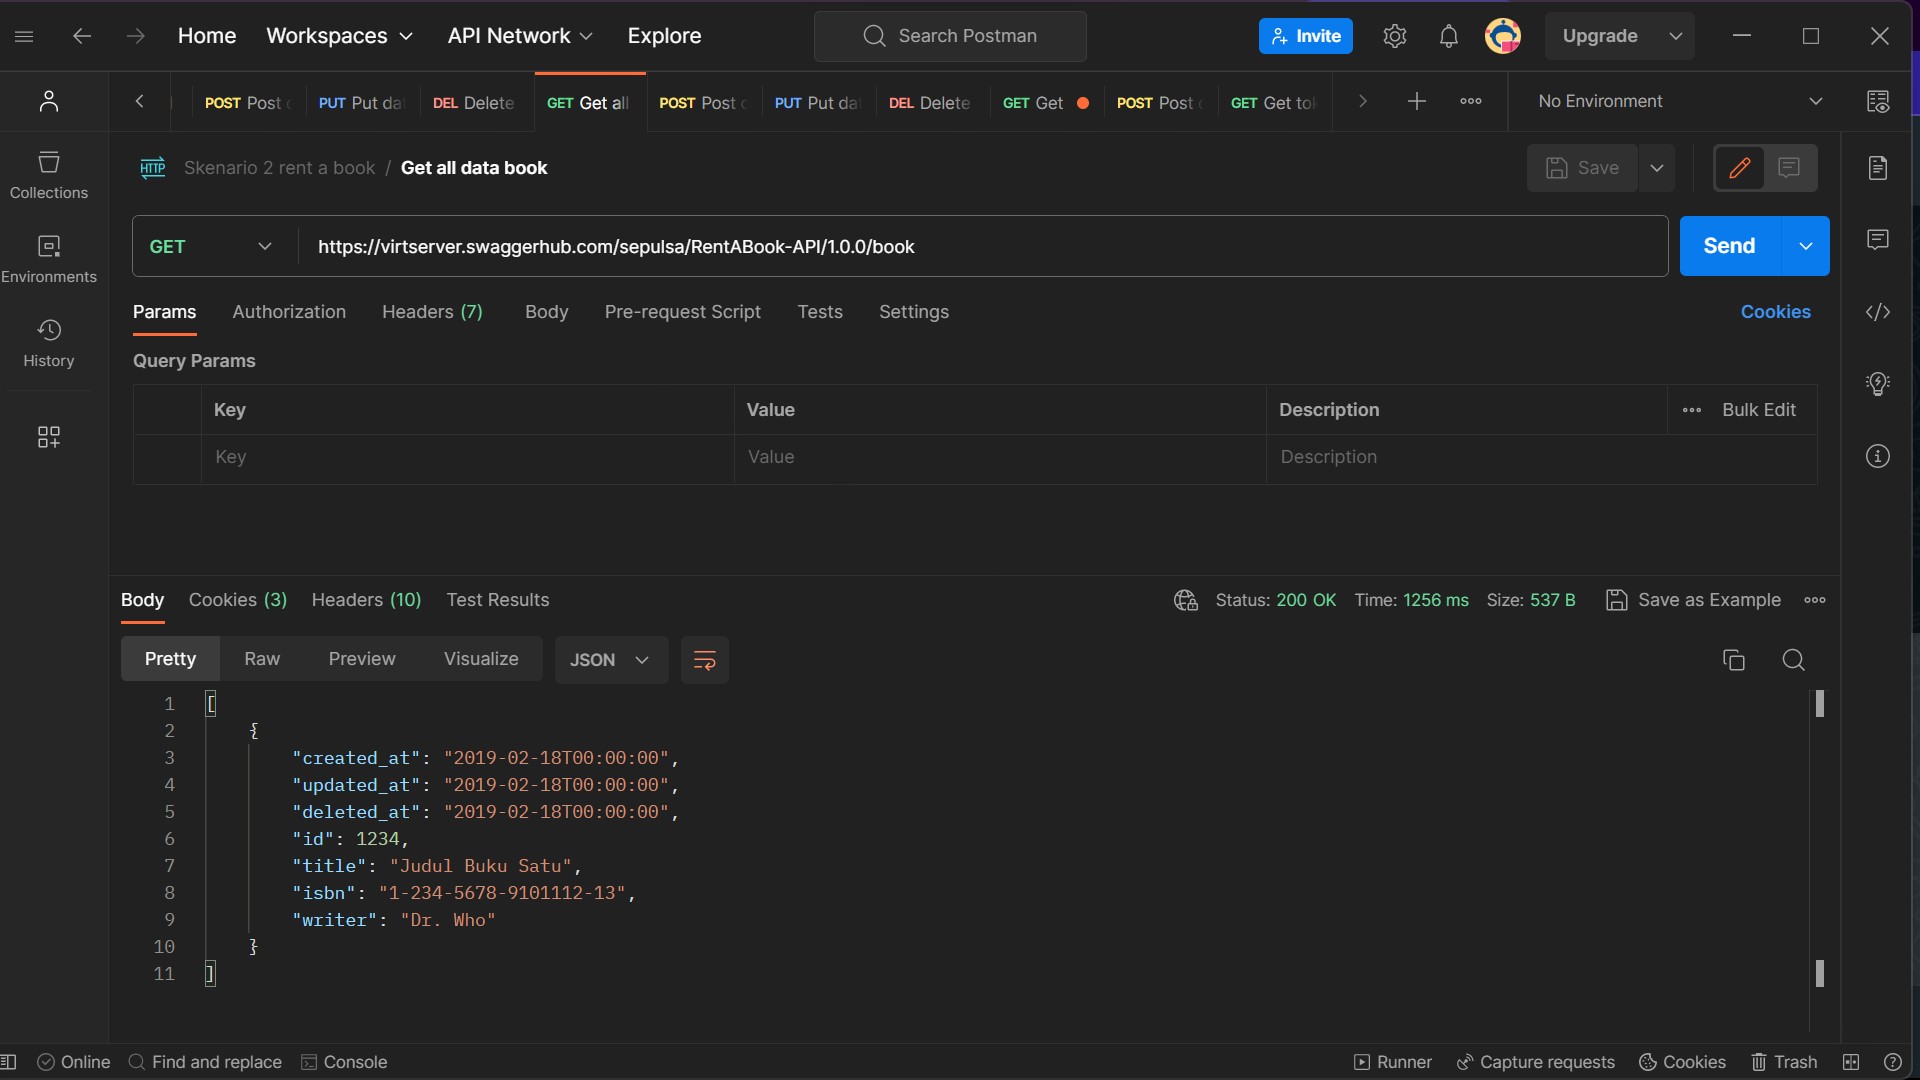 Home Workspaces API Network Explore Search Postman Invite Upgrade
POST Post PUT Put da DEL Delete GET Get all POST Post PUT Put da DEL Delete GET Get POST Post GET Get to No Environment
HTTP Skenario 2 rent a book / Get all data book Save
Collections
GET https://virtserver.swaggerhub.com/sepulsa/RentABook-API/1.0.0/book Send
Environments
Params Authorization Headers (7) Body Pre-request Script Tests Settings Cookies
History
Query Params
Key Value Description Bulk Edit
Key Value Description
Body Cookies (3) Headers (10) Test Results Status: 200 OK Time: 1256 ms Size: 537 B Save as Example
Pretty Raw Preview Visualize JSON
1 [
2 {
3 "created_at": "2019-02-18T00:00:00",
4 "updated_at": "2019-02-18T00:00:00",
5 "deleted_at": "2019-02-18T00:00:00",
6 "id": 1234,
7 "title": "Judul Buku Satu",
8 "isbn": "1-234-5678-9101112-13",
9 "writer": "Dr. Who"
10 }
11 ]
Online Find and replace Console Runner Capture requests Cookies Trash